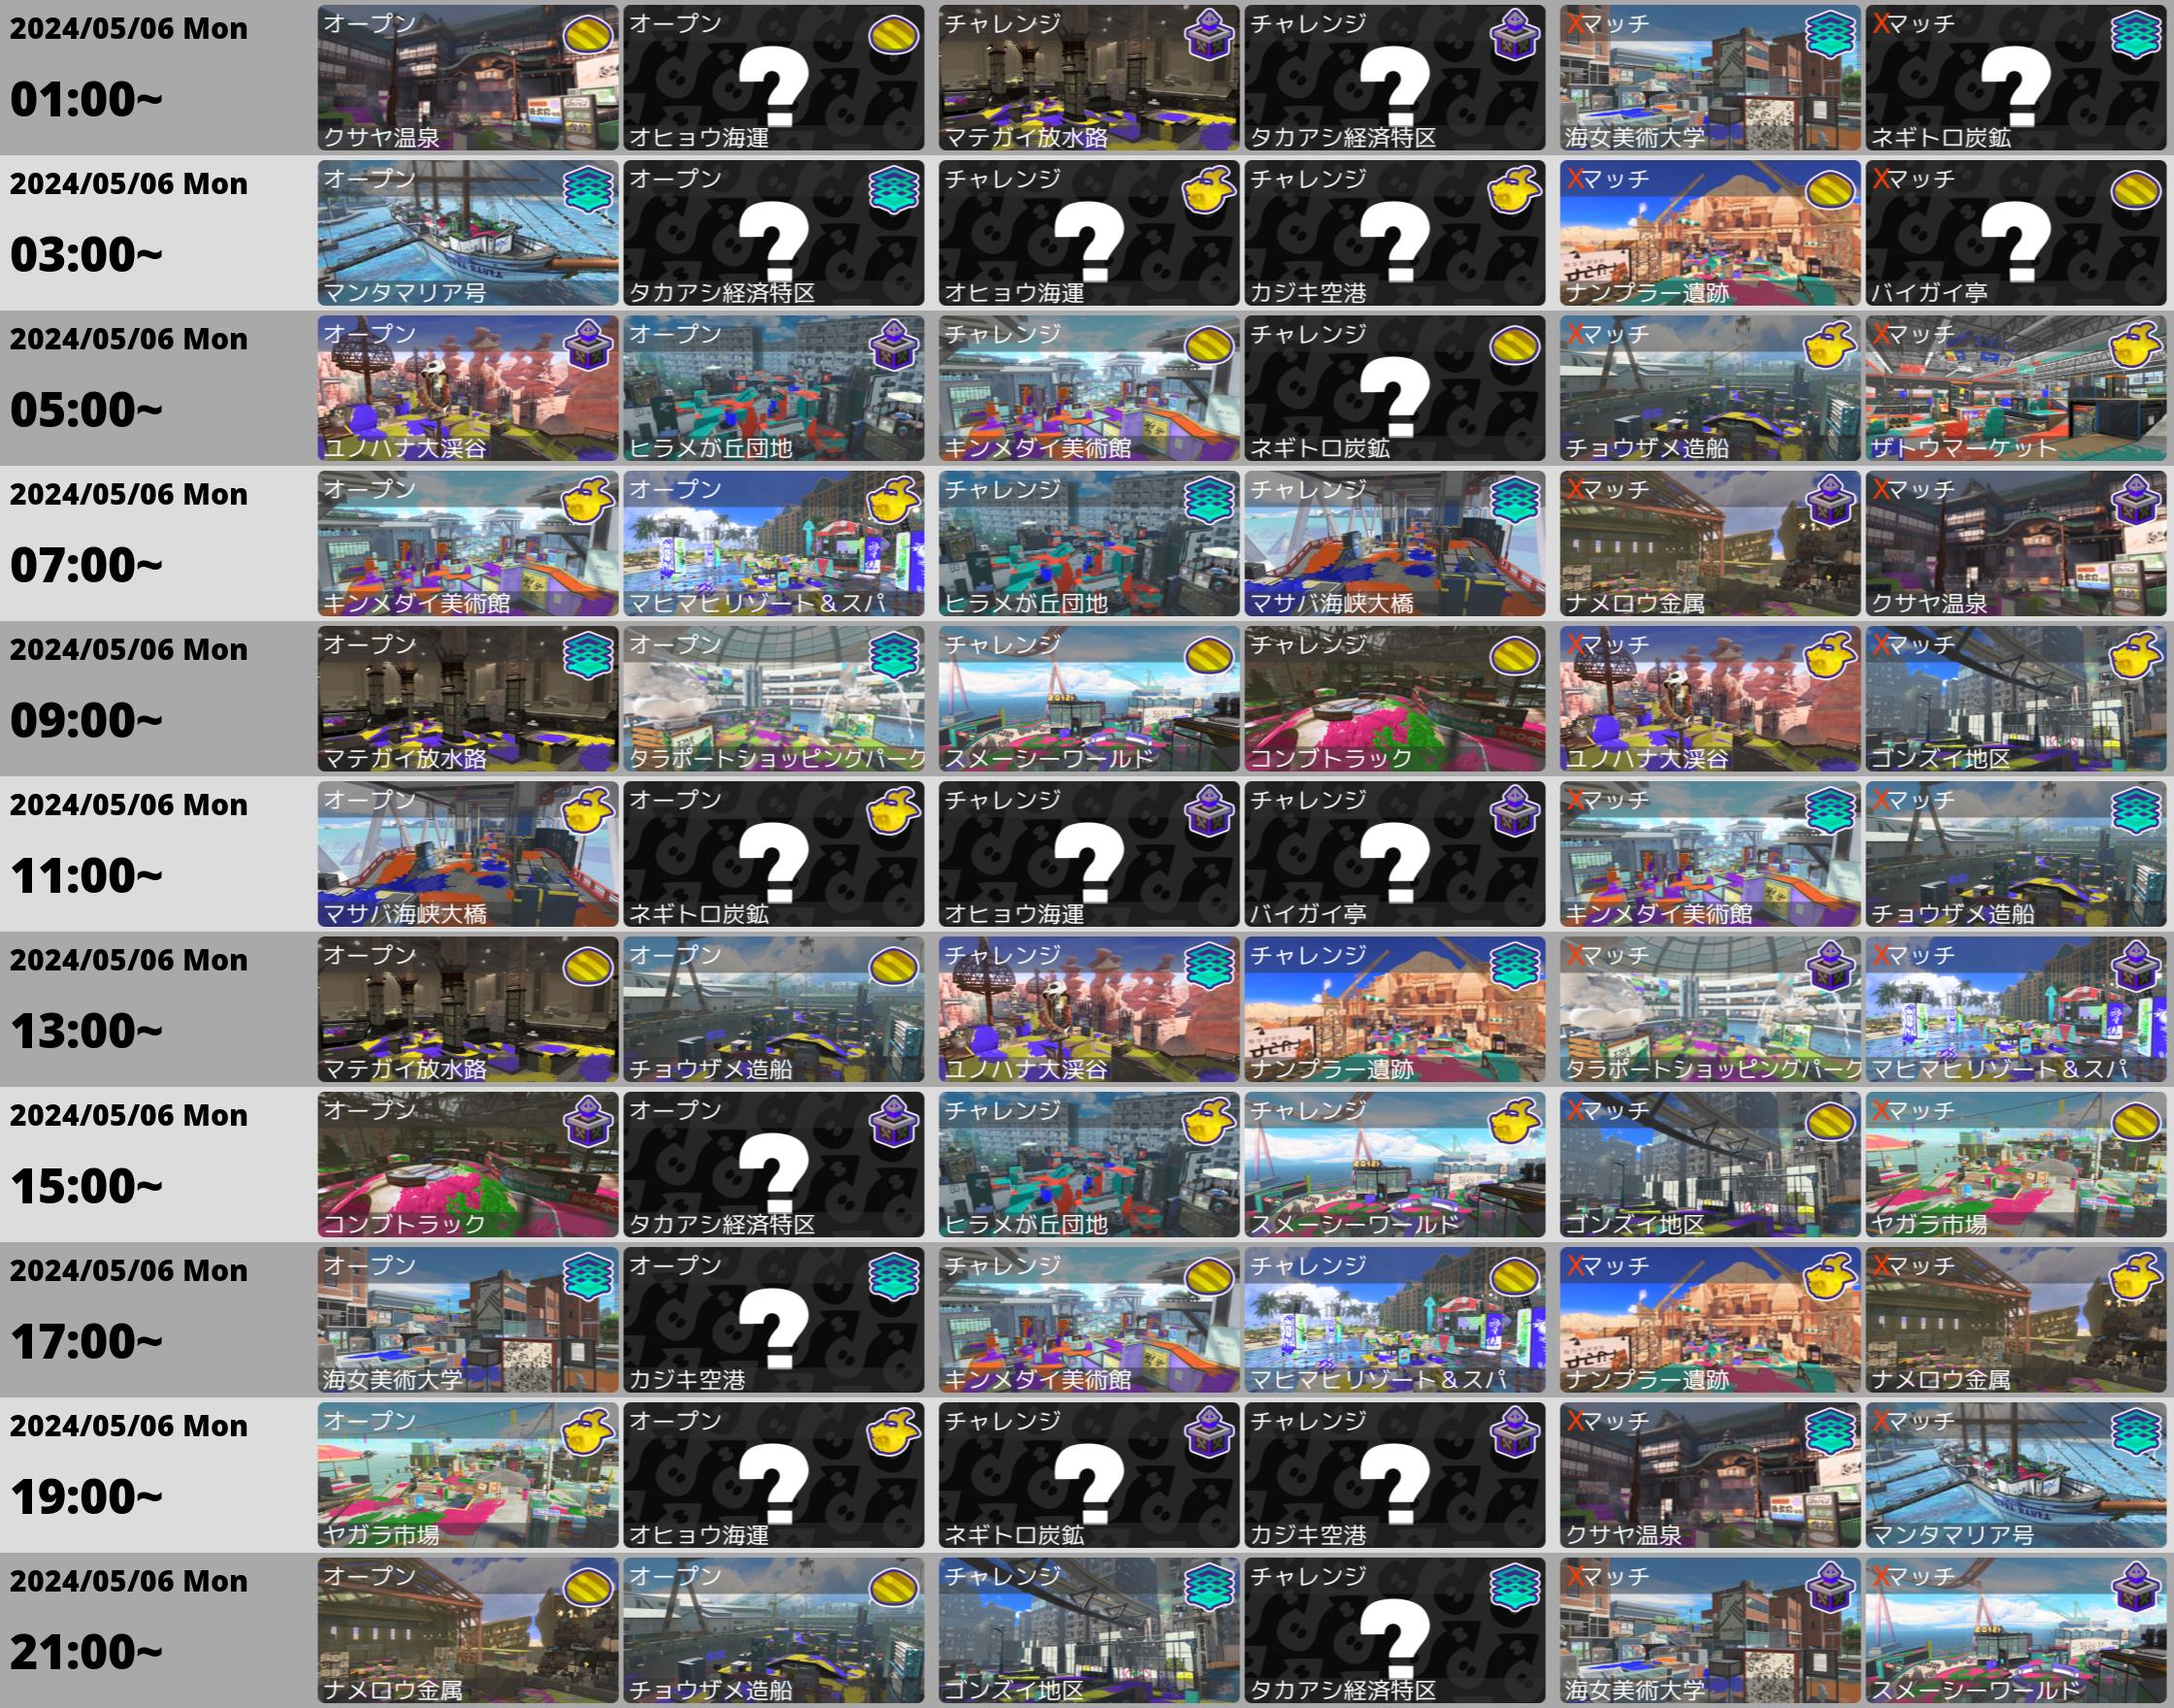 2024/05/06 Mon
01:00~
オープン オープン チャレンジ チャレンジ Xマッチ Xマッチ
クサヤ温泉 オヒョウ海運 マテガイ放水路 タカアシ経済特区 海女美術大学 ネギトロ炭鉱
2024/05/06 Mon
03:00~
オープン オープン チャレンジ チャレンジ Xマッチ Xマッチ
マンタマリア号 タカアシ経済特区 オヒョウ海運 カジキ空港 ナンプラー遺跡 バイガイ亭
2024/05/06 Mon
05:00~
オープン オープン チャレンジ チャレンジ Xマッチ Xマッチ
ユノハナ大渓谷 ヒラメが丘団地 キンメダイ美術館 ネギトロ炭鉱 チョウザメ造船 ザトウマーケット
2024/05/06 Mon
07:00~
オープン オープン チャレンジ チャレンジ Xマッチ Xマッチ
キンメダイ美術館 マヒマヒリゾート&スパ ヒラメが丘団地 マサバ海峡大橋 ナメロウ金属 クサヤ温泉
2024/05/06 Mon
09:00~
オープン オープン チャレンジ チャレンジ Xマッチ Xマッチ
マテガイ放水路 タラポートショッピングパーク スメーシーワールド コンブトラック ユノハナ大渓谷 ゴンズイ地区
2024/05/06 Mon
11:00~
オープン オープン チャレンジ チャレンジ Xマッチ Xマッチ
マサバ海峡大橋 ネギトロ炭鉱 オヒョウ海運 バイガイ亭 キンメダイ美術館 チョウザメ造船
2024/05/06 Mon
13:00~
オープン オープン チャレンジ チャレンジ Xマッチ Xマッチ
マテガイ放水路 チョウザメ造船 ユノハナ大渓谷 ナンプラー遺跡 タラポートショッピングパーク マヒマヒリゾート&スパ
2024/05/06 Mon
15:00~
オープン オープン チャレンジ チャレンジ Xマッチ Xマッチ
コンブトラック タカアシ経済特区 ヒラメが丘団地 スメーシーワールド ゴンズイ地区 ヤガラ市場
2024/05/06 Mon
17:00~
オープン オープン チャレンジ チャレンジ Xマッチ Xマッチ
海女美術大学 カジキ空港 キンメダイ美術館 マヒマヒリゾート&スパ ナンプラー遺跡 ナメロウ金属
2024/05/06 Mon
19:00~
オープン オープン チャレンジ チャレンジ Xマッチ Xマッチ
ヤガラ市場 オヒョウ海運 ネギトロ炭鉱 カジキ空港 クサヤ温泉 マンタマリア号
2024/05/06 Mon
21:00~
オープン オープン チャレンジ チャレンジ Xマッチ Xマッチ
ナメロウ金属 チョウザメ造船 ゴンズイ地区 タカアシ経済特区 海女美術大学 スメーシーワールド